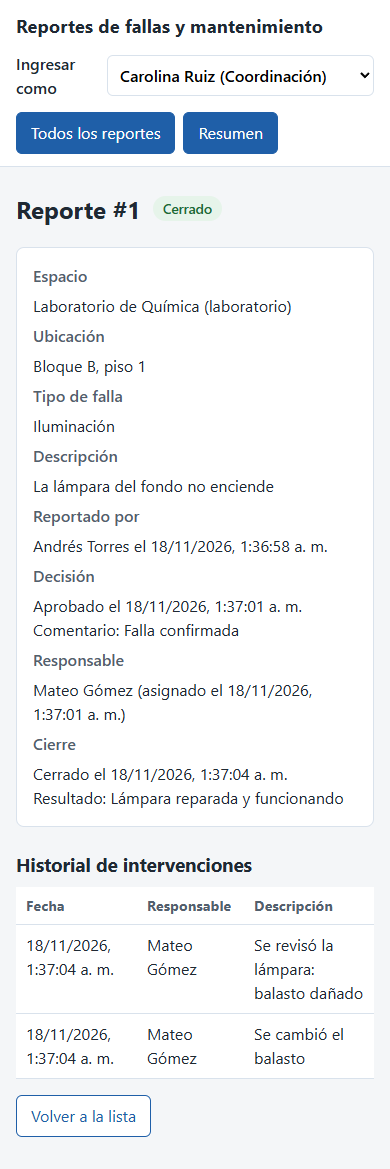 Reportes de fallas y mantenimiento
Ingresar como
Carolina Ruiz (Coordinación)
Todos los reportes
Resumen
Reporte #1
Cerrado
Espacio
Laboratorio de Química (laboratorio)
Ubicación
Bloque B, piso 1
Tipo de falla
Iluminación
Descripción
La lámpara del fondo no enciende
Reportado por
Andrés Torres el 18/11/2026, 1:36:58 a. m.
Decisión
Aprobado el 18/11/2026, 1:37:01 a. m.
Comentario: Falla confirmada
Responsable
Mateo Gómez (asignado el 18/11/2026,
1:37:01 a. m.)
Cierre
Cerrado el 18/11/2026, 1:37:04 a. m.
Resultado: Lámpara reparada y funcionando
Historial de intervenciones
Fecha Responsable Descripción
18/11/2026, 1:37:04 a. m. Mateo Gómez Se revisó la lámpara: balasto dañado
18/11/2026, 1:37:04 a. m. Mateo Gómez Se cambió el balasto
Volver a la lista